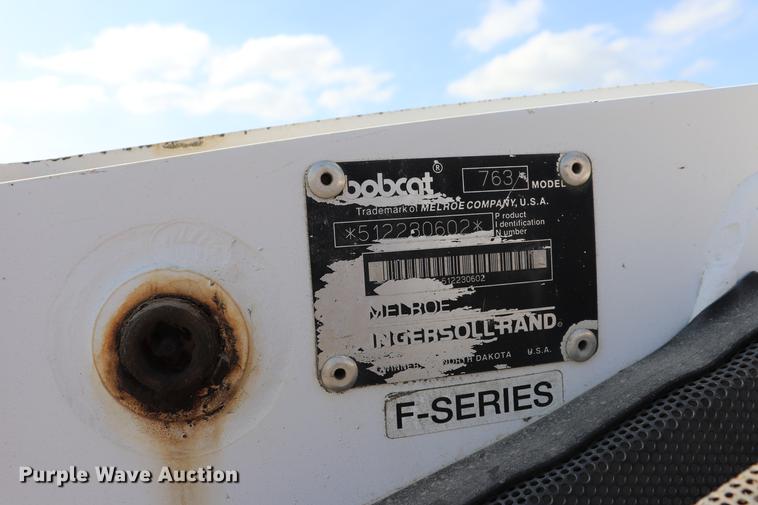 bobcat ® 763 MODEL
Trademark of MELROE COMPANY, U.S.A.
*512230602* Product
Identification
Number
512230602
MELROE
INGERSOLL-RAND®
NORTH DAKOTA U.S.A.
F-SERIES
Purple Wave Auction